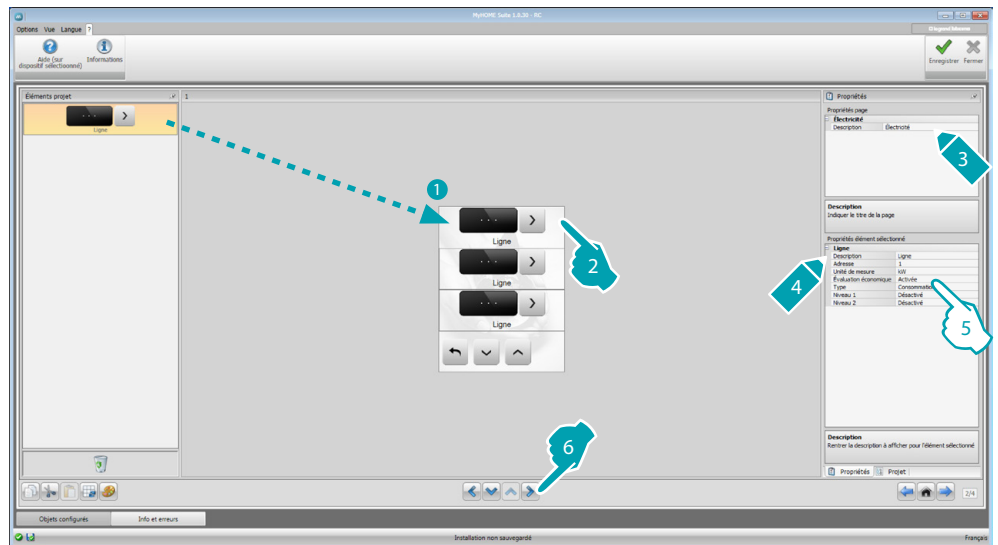 MyHOME Suite 1.0.20 - RC
Options Vue Langue ?
Aide (sur dispositif sélectionné)
Informations
Enregistrer
Fermer
Éléments projet
1
Ligne
1
Ligne
Ligne
Ligne
2
Propriétés
Propriétés page
Électricité
Description Électricité
3
Description
Indiquer le titre de la page
Propriétés élément sélectionné
Ligne
Description Ligne
Adresse 1
Unité de mesure kW
Évaluation économique Activée
Type
Niveau 1 Désactivé
Niveau 2 Désactivé
4
5
6
Description
Rentrer la description à afficher pour l'élément sélectionné
Propriétés
Projet
2/4
Objets configurés
Info et erreurs
Installation non sauvegardé
Français